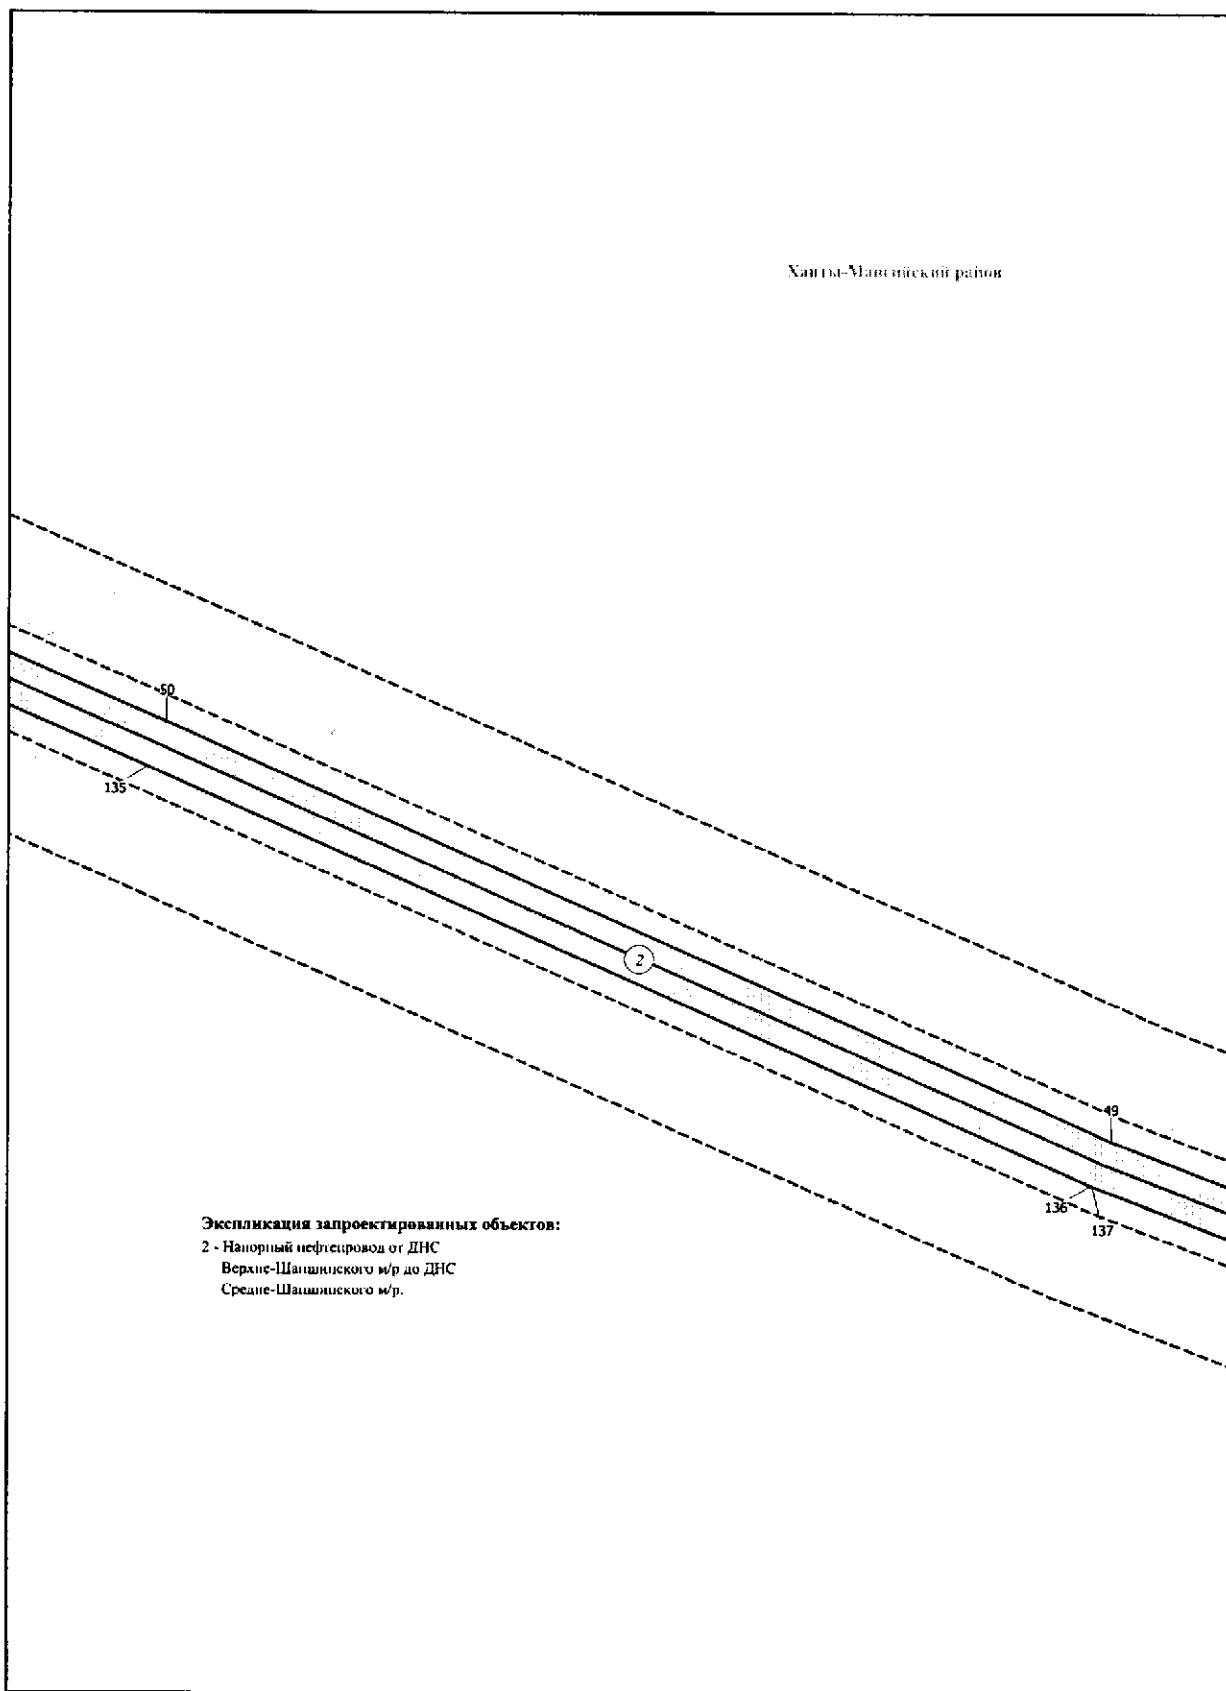 Ханты-Мансийский район
50
135
2
49
136
137
Экспликация запроектированных объектов:
2 - Напорный нефтепровод от ДНС
Верхне-Шапшинского м/р до ДНС
Средне-Шапшинского м/р.